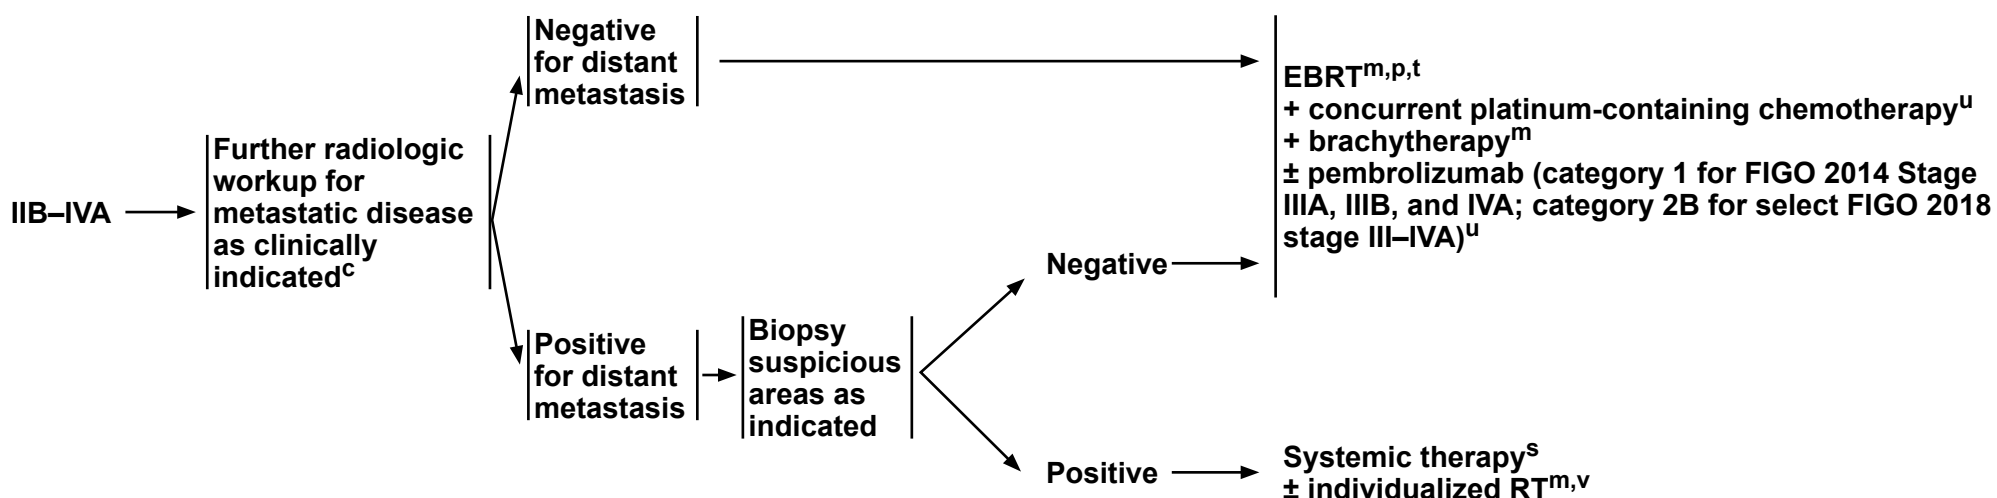 IIB–IVA
Further radiologic
workup for
metastatic disease
as clinically
indicatedᶜ
Negative
for distant
metastasis
Positive
for distant
metastasis
Biopsy
suspicious
areas as
indicated
Negative
Positive
EBRTᵐ,ᵖ,ᵗ
+ concurrent platinum-containing chemotherapyᵘ
+ brachytherapyᵐ
± pembrolizumab (category 1 for FIGO 2014 Stage
IIIA, IIIB, and IVA; category 2B for select FIGO 2018
stage III–IVA)ᵘ
Systemic therapyˢ
± individualized RTᵐ,ᵛ